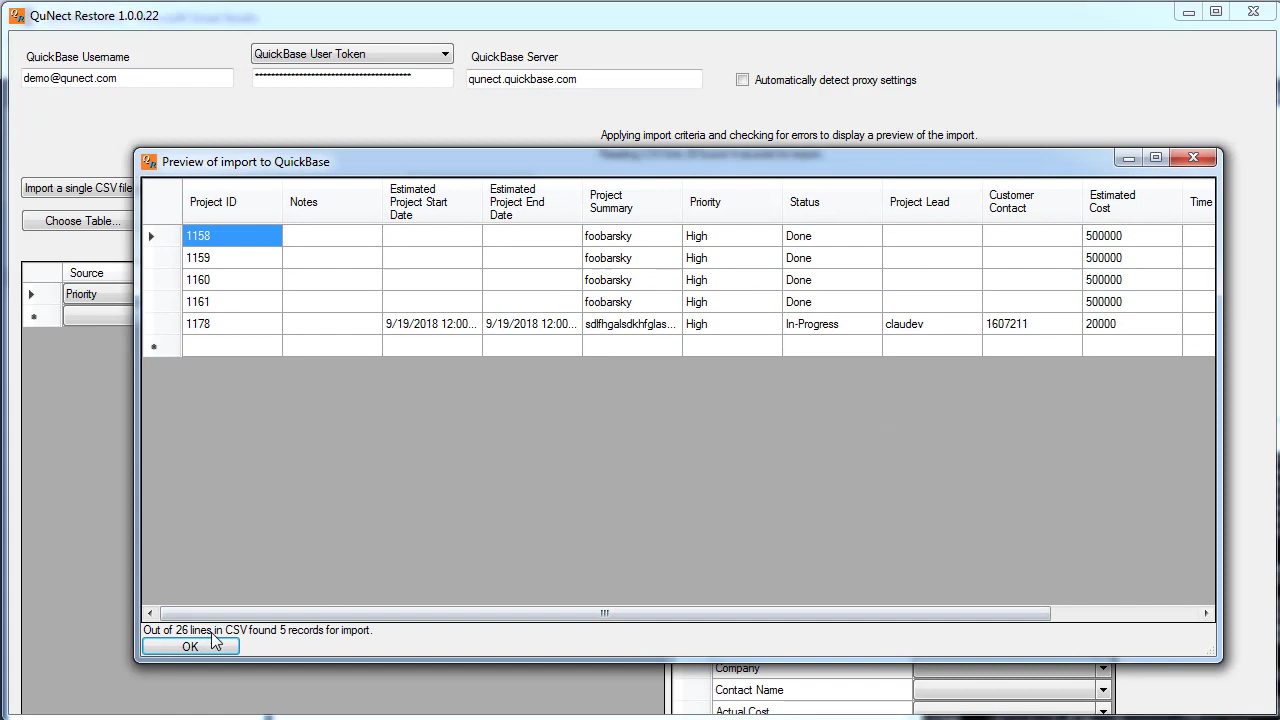 QuNect Restore 1.0.0.22
QuickBase Username
QuickBase User Token
QuickBase Server
demo@qunect.com
****************************************
qunect.quickbase.com
Automatically detect proxy settings
Applying import criteria and checking for errors to display a preview of the import.
Import a single CSV file
Choose Table...
Source
Priority
Preview of import to QuickBase
Project ID Notes Estimated Project Start Date Estimated Project End Date Project Summary Priority Status Project Lead Customer Contact Estimated Cost Time
1158 foobarsky High Done 500000
1159 foobarsky High Done 500000
1160 foobarsky High Done 500000
1161 foobarsky High Done 500000
1178 9/19/2018 12:00... 9/19/2018 12:00... sdlfhgalsdkhfglas... High In-Progress claudev 1607211 20000
Out of 26 lines in CSV found 5 records for import.
OK
Company
Contact Name
Actual Cost